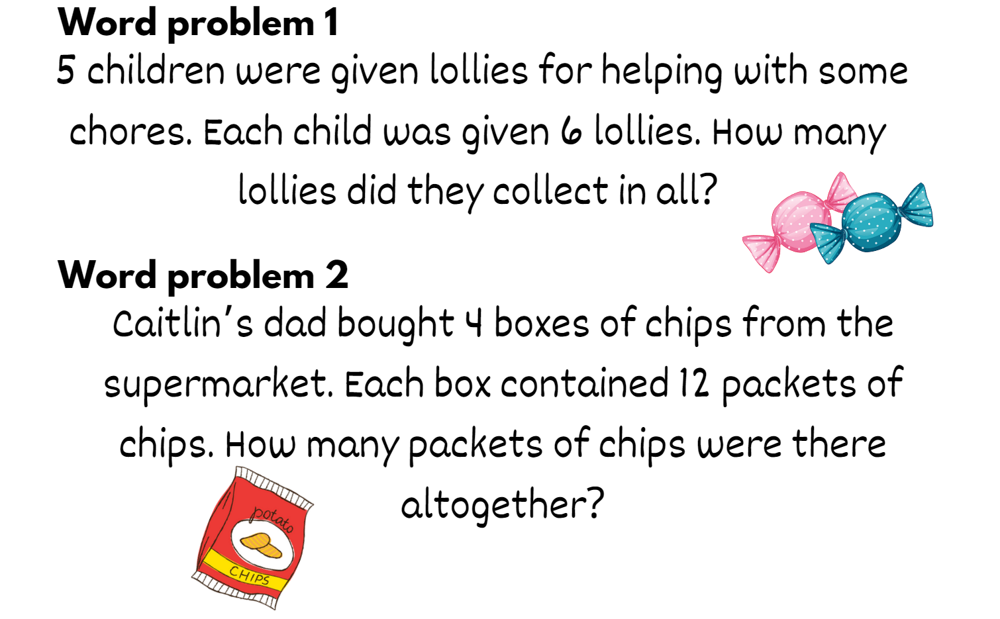 Word problem 1
5 children were given lollies for helping with some
chores. Each child was given 6 lollies. How many
lollies did they collect in all?
Word problem 2
Caitlin's dad bought 4 boxes of chips from the
supermarket. Each box contained 12 packets of
chips. How many packets of chips were there
altogether?
potato
CHIPS